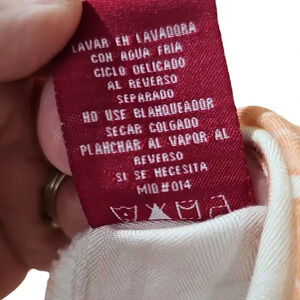 LAVAR EN LAVADORA
CON AGUA FRIA
CICLO DELICADO
AL REVERSO
SEPARADO
NO USE BLANQUEADOR
SECAR COLGADO
PLANCHAR AL VAPOR AL
REVERSO
SI SE NECESITA
MID#014